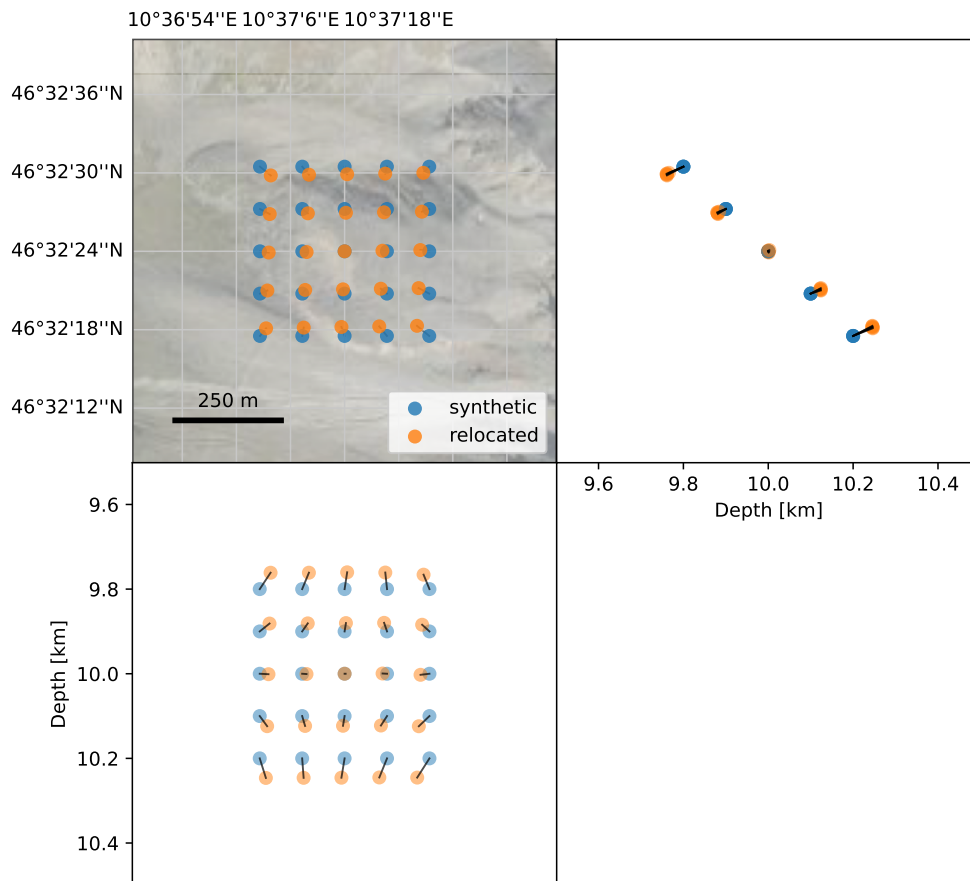 10°36'54''E 10°37'6''E 10°37'18''E
46°32'36''N
46°32'30''N
46°32'24''N
46°32'18''N
46°32'12''N
250 m
synthetic
relocated
9.6 9.8 10.0 10.2 10.4
Depth [km]
9.6
9.8
10.0
10.2
10.4
Depth [km]